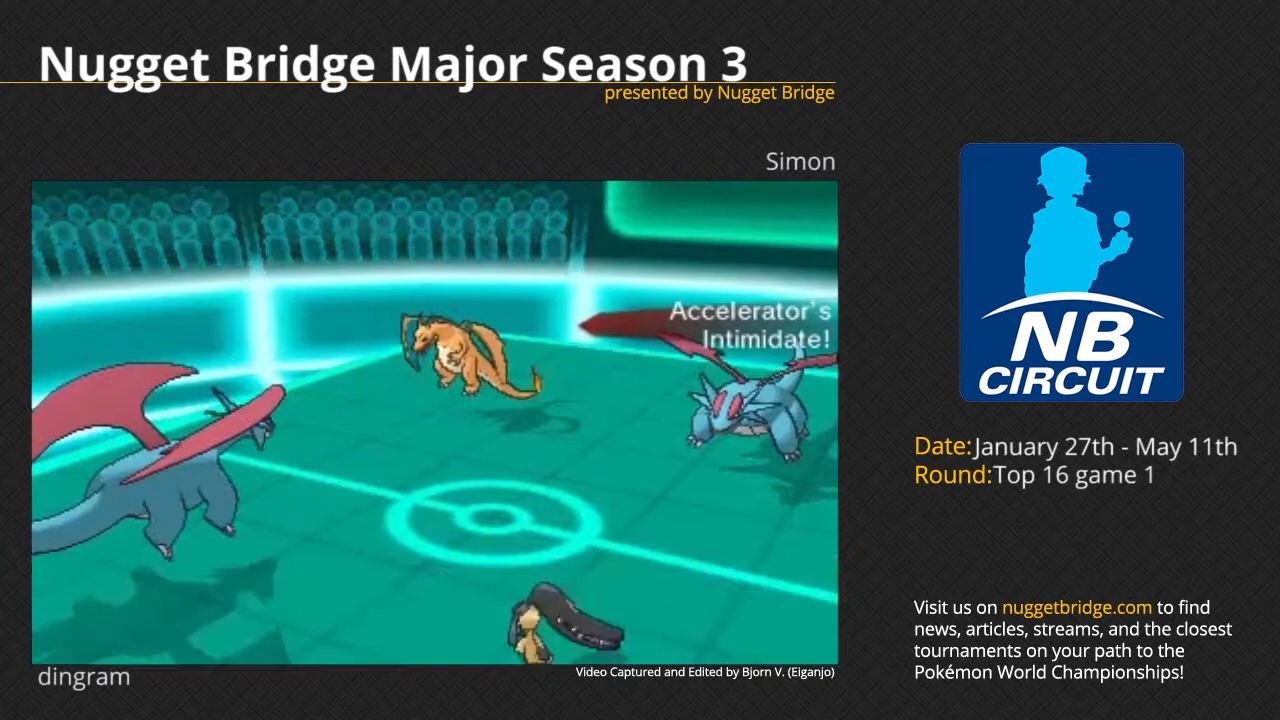 Nugget Bridge Major Season 3
presented by Nugget Bridge
Simon
Accelerator's
Intimidate!
NB
CIRCUIT
Date:January 27th - May 11th
Round:Top 16 game 1
Visit us on nuggetbridge.com to find
news, articles, streams, and the closest
tournaments on your path to the
Pokémon World Championships!
dingram
Video Captured and Edited by Bjorn V. (Eiganjo)